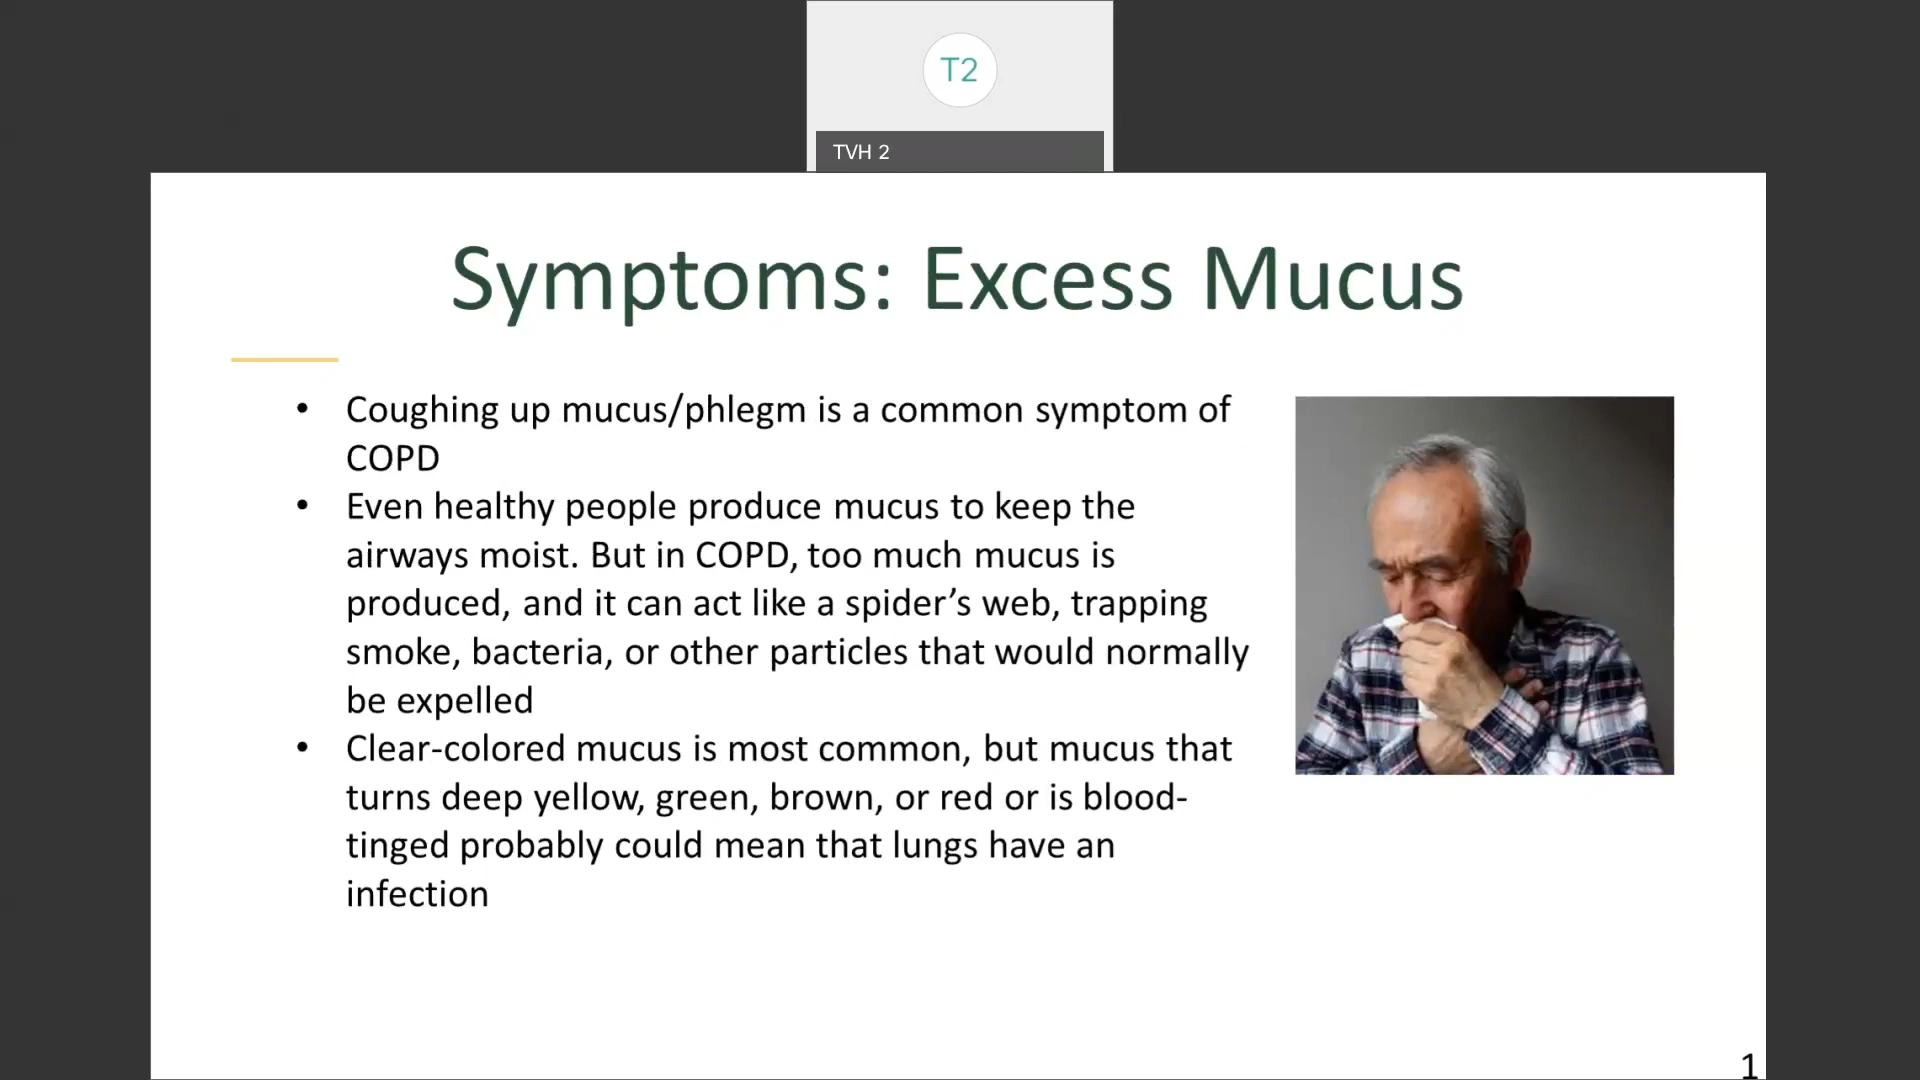 T2
TVH 2
Symptoms: Excess Mucus
• Coughing up mucus/phlegm is a common symptom of
COPD
• Even healthy people produce mucus to keep the
airways moist. But in COPD, too much mucus is
produced, and it can act like a spider’s web, trapping
smoke, bacteria, or other particles that would normally
be expelled
• Clear-colored mucus is most common, but mucus that
turns deep yellow, green, brown, or red or is blood-
tinged probably could mean that lungs have an
infection
1